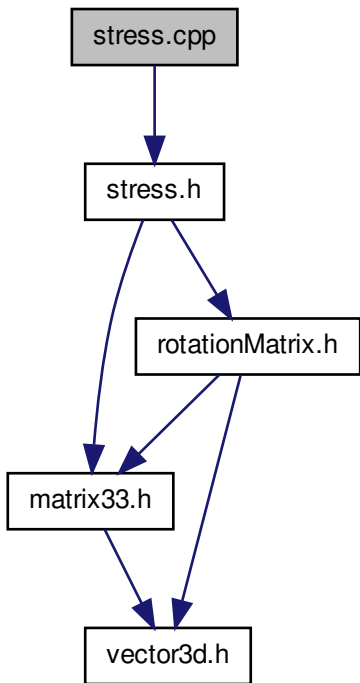 stress.cpp
stress.h
rotationMatrix.h
matrix33.h
vector3d.h